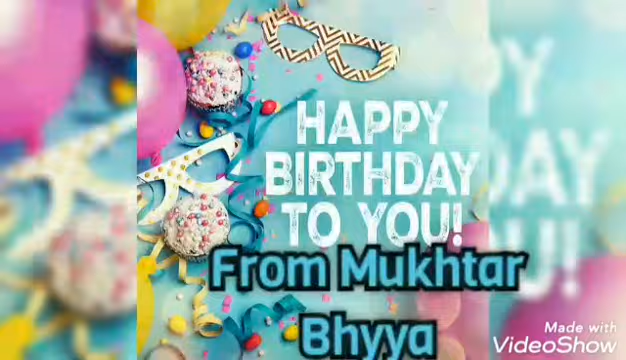 HAPPY
BIRTHDAY
TO YOU!
From Mukhtar
Bhyya
Made with
VideoShow